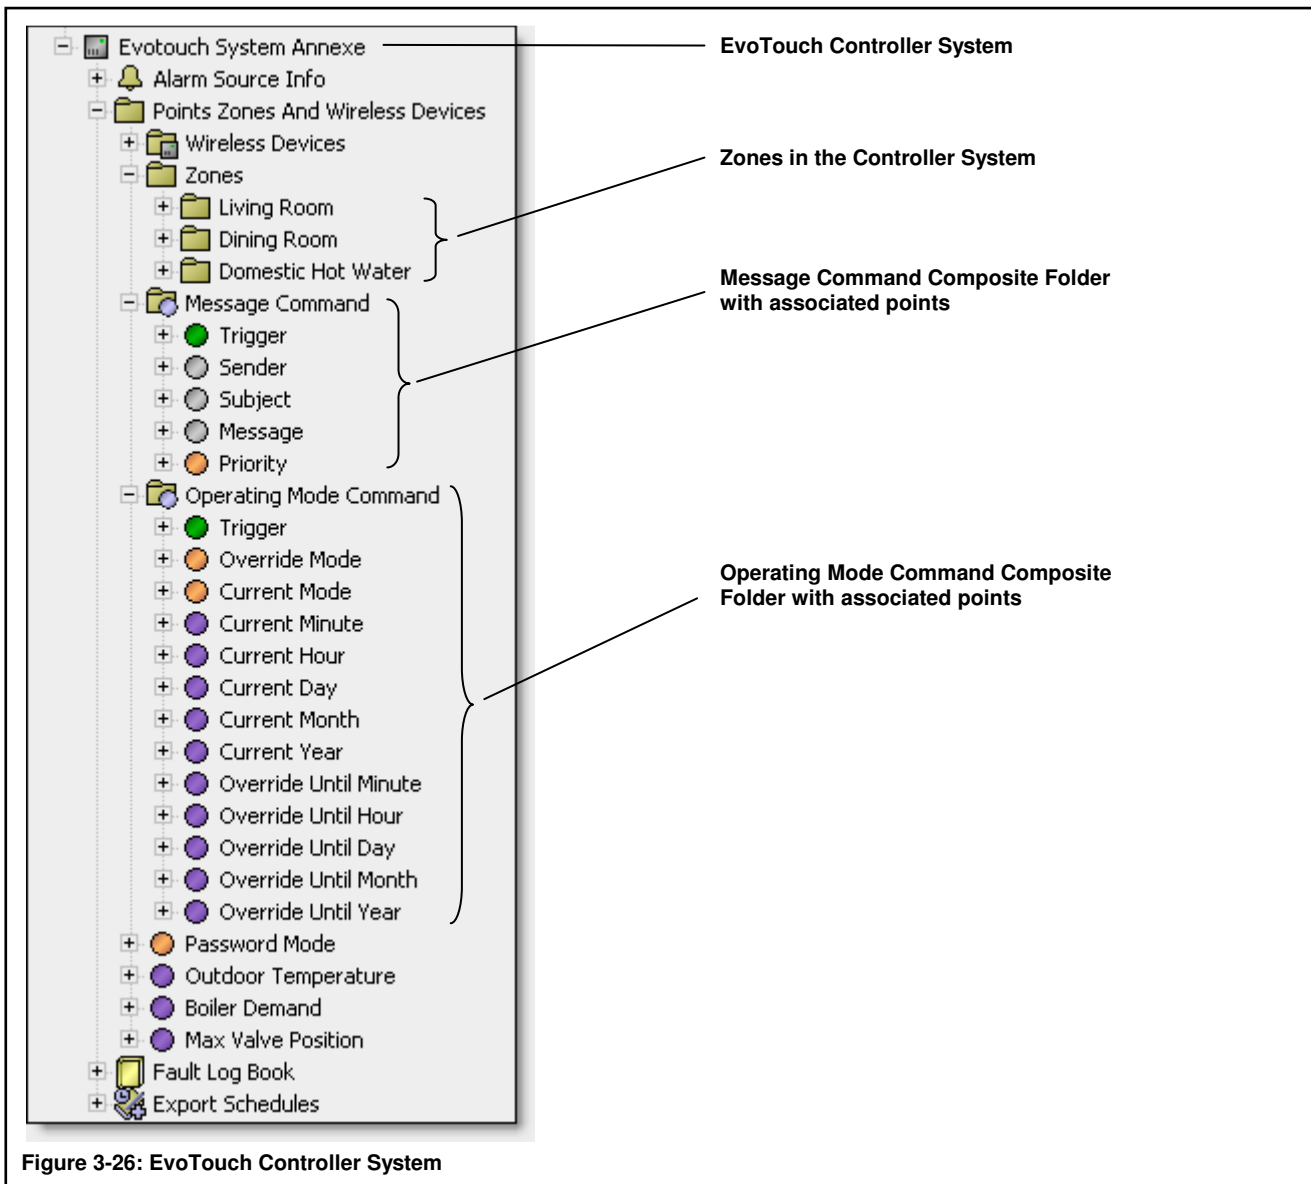 Evotouch System Annexe
EvoTouch Controller System
Alarm Source Info
Points Zones And Wireless Devices
Wireless Devices
Zones in the Controller System
Zones
Living Room
Dining Room
Domestic Hot Water
Message Command Composite Folder
with associated points
Message Command
Trigger
Sender
Subject
Message
Priority
Operating Mode Command
Trigger
Override Mode
Operating Mode Command Composite
Folder with associated points
Current Mode
Current Minute
Current Hour
Current Day
Current Month
Current Year
Override Until Minute
Override Until Hour
Override Until Day
Override Until Month
Override Until Year
Password Mode
Outdoor Temperature
Boiler Demand
Max Valve Position
Fault Log Book
Export Schedules
Figure 3-26: EvoTouch Controller System